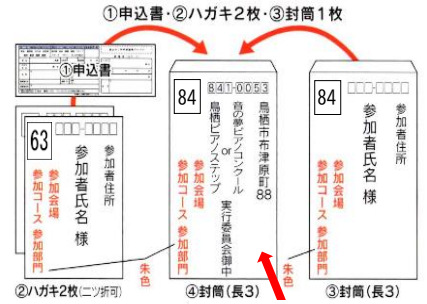 ①申込書・②ハガキ2枚・③封筒1枚
①申込書
63
参加者住所
参加者氏名 様
参加会場
参加コース 参加部門
②ハガキ2枚(二ツ折可)
朱色
84
841-0053
鳥栖市布津原町88
音の夢ピアノコンクール
or
鳥栖ピアノステップ
実行委員会御中
参加会場
参加コース 参加部門
④封筒(長3)
朱色
84
参加者住所
参加者氏名 様
参加会場
参加コース 参加部門
③封筒(長3)